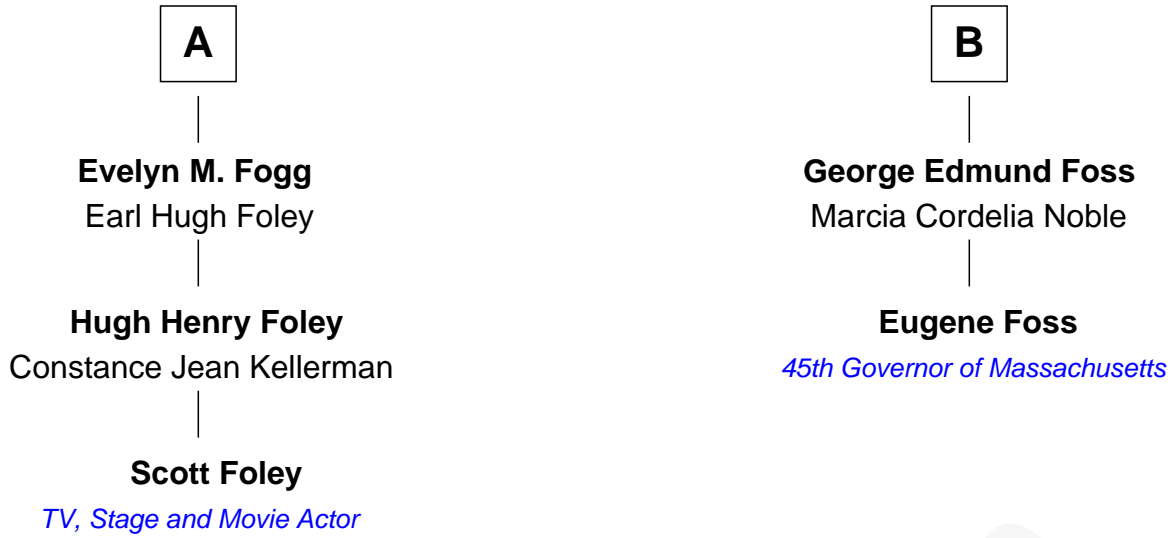 A
Evelyn M. Fogg
Earl Hugh Foley
Hugh Henry Foley
Constance Jean Kellerman
Scott Foley
TV, Stage and Movie Actor
B
George Edmund Foss
Marcia Cordelia Noble
Eugene Foss
45th Governor of Massachusetts